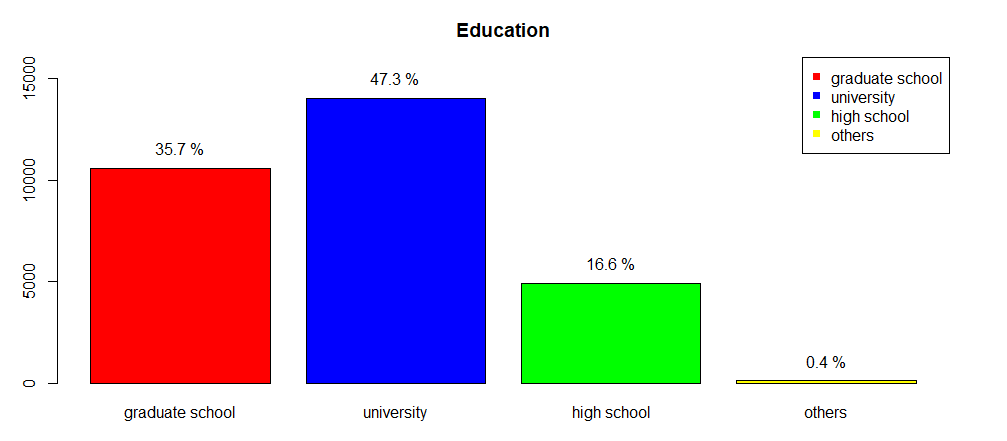 Education
15000
10000
5000
0
35.7 %
47.3 %
16.6 %
0.4 %
graduate school
university
high school
others
graduate school
university
high school
others